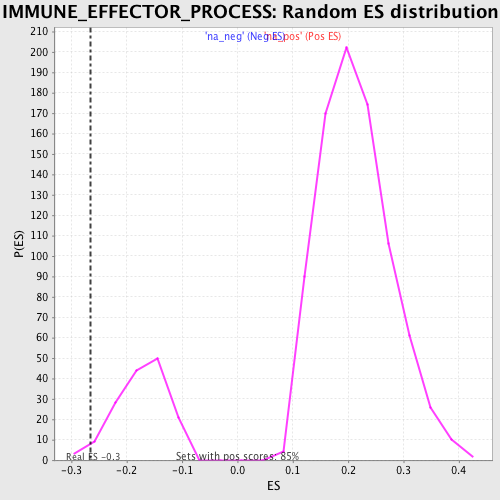 IMMUNE_EFFECTOR_PROCESS: Random ES distribution
'na_neg' (Neg ES)
'na_pos' (Pos ES)
210
200
190
180
170
160
150
140
130
120
110
100
90
80
70
60
50
40
30
20
10
0
P(ES)
Real ES −0.3
Sets with pos scores: 85%
−0.3 −0.2 −0.1 0.0 0.1 0.2 0.3 0.4
ES